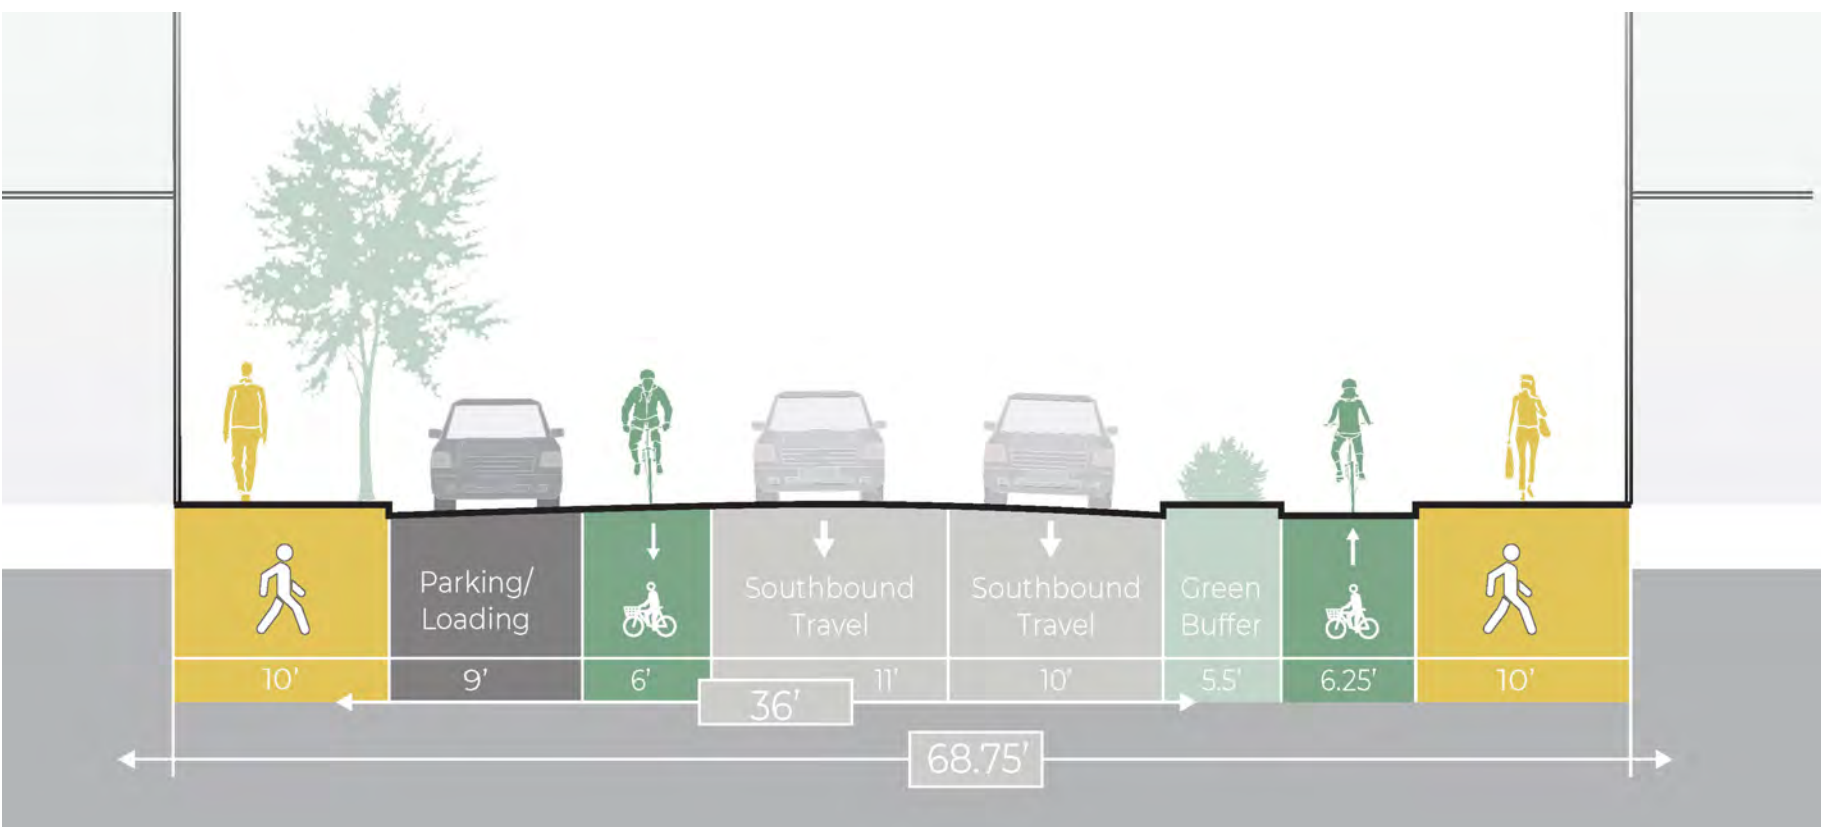 Parking/
Loading
Southbound
Travel
Southbound
Travel
Green
Buffer
10’
9’
6’
11’
10’
5.5’
6.25’
10’
36’
68.75’